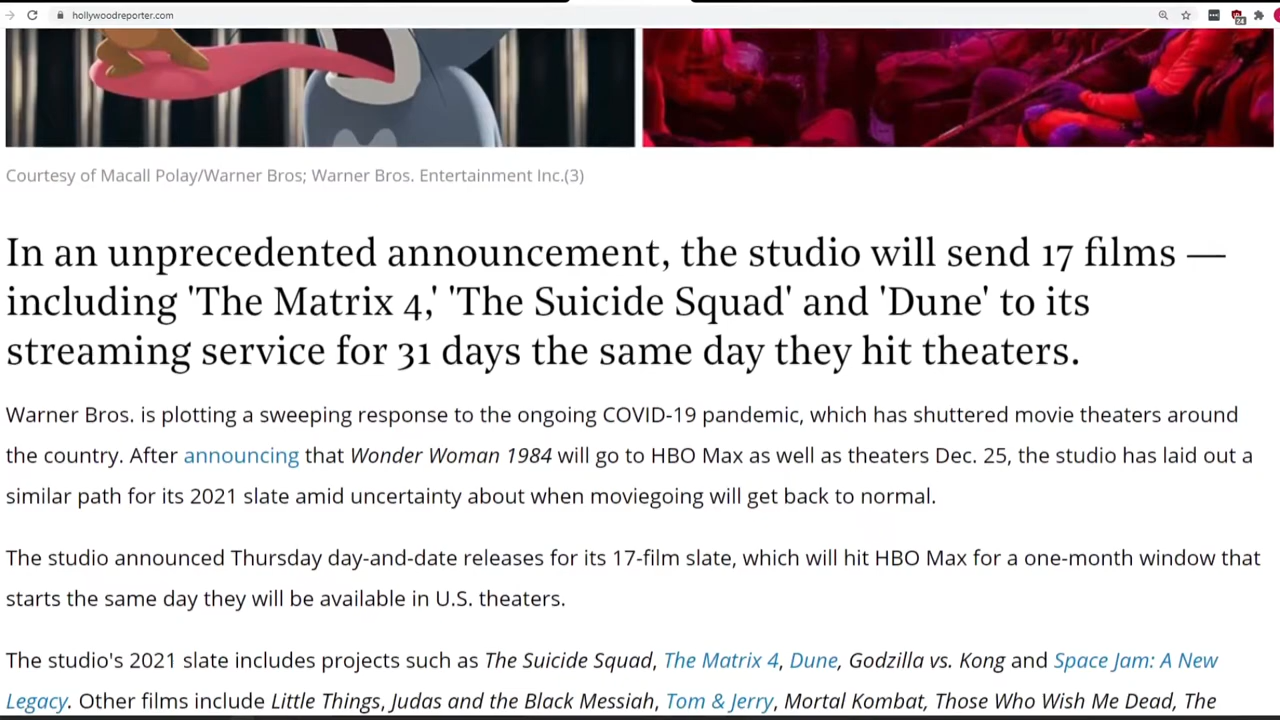 hollywoodreporter.com
24
Courtesy of Macall Polay/Warner Bros; Warner Bros. Entertainment Inc.(3)
In an unprecedented announcement, the studio will send 17 films —
including 'The Matrix 4,' 'The Suicide Squad' and 'Dune' to its
streaming service for 31 days the same day they hit theaters.
Warner Bros. is plotting a sweeping response to the ongoing COVID-19 pandemic, which has shuttered movie theaters around
the country. After announcing that Wonder Woman 1984 will go to HBO Max as well as theaters Dec. 25, the studio has laid out a
similar path for its 2021 slate amid uncertainty about when moviegoing will get back to normal.
The studio announced Thursday day-and-date releases for its 17-film slate, which will hit HBO Max for a one-month window that
starts the same day they will be available in U.S. theaters.
The studio's 2021 slate includes projects such as The Suicide Squad, The Matrix 4, Dune, Godzilla vs. Kong and Space Jam: A New
Legacy. Other films include Little Things, Judas and the Black Messiah, Tom & Jerry, Mortal Kombat, Those Who Wish Me Dead, The